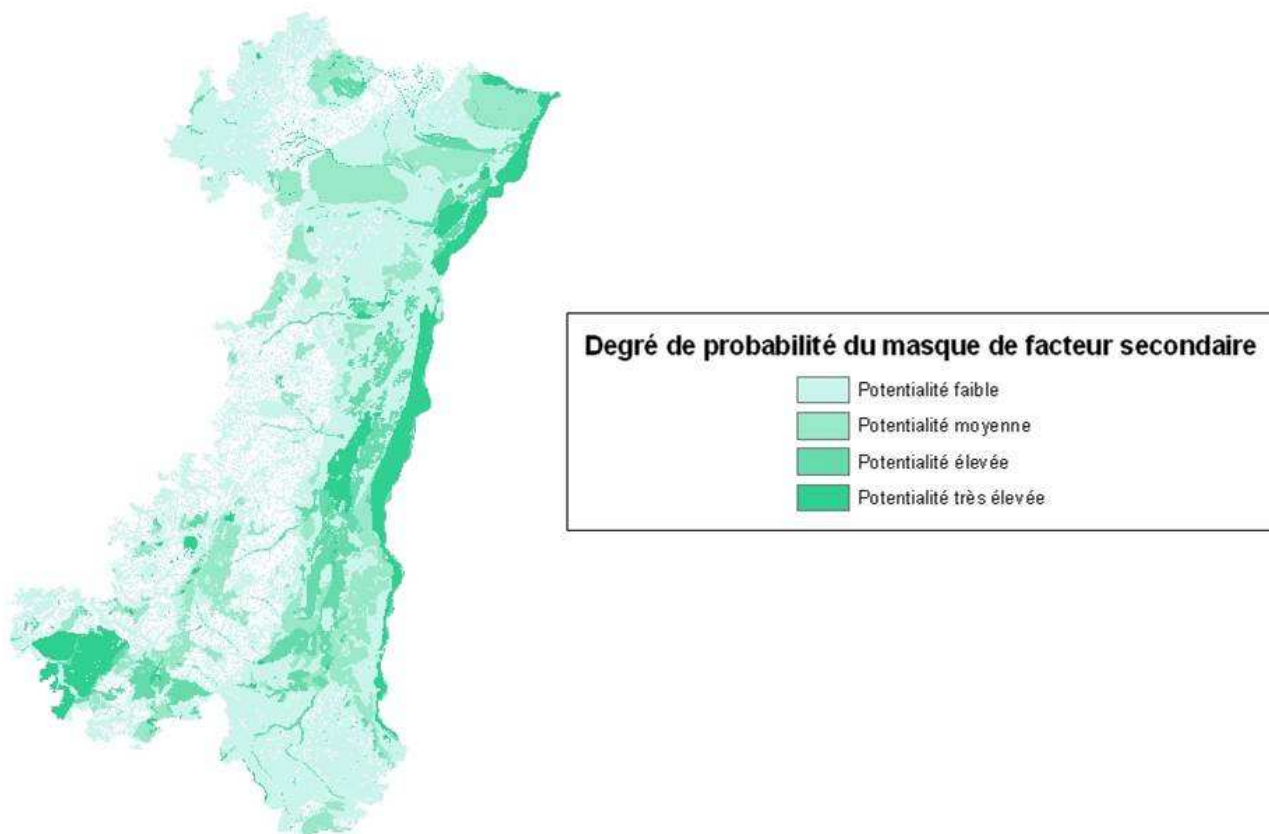 Degré de probabilité du masque de facteur secondaire
Potentialité faible
Potentialité moyenne
Potentialité élevée
Potentialité très élevée